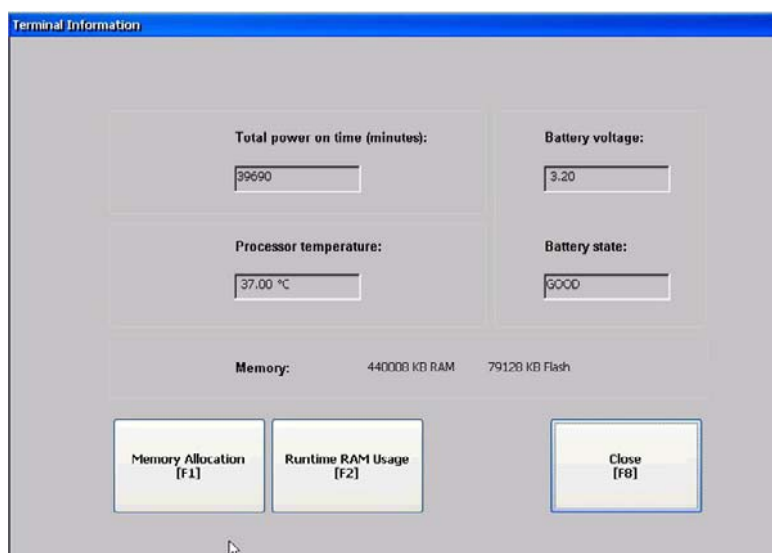 Terminal Information
Total power on time (minutes):
39690
Battery voltage:
3.20
Processor temperature:
37.00 °C
Battery state:
GOOD
Memory: 440008 KB RAM 79128 KB Flash
Memory Allocation
[F1]
Runtime RAM Usage
[F2]
Close
[F8]